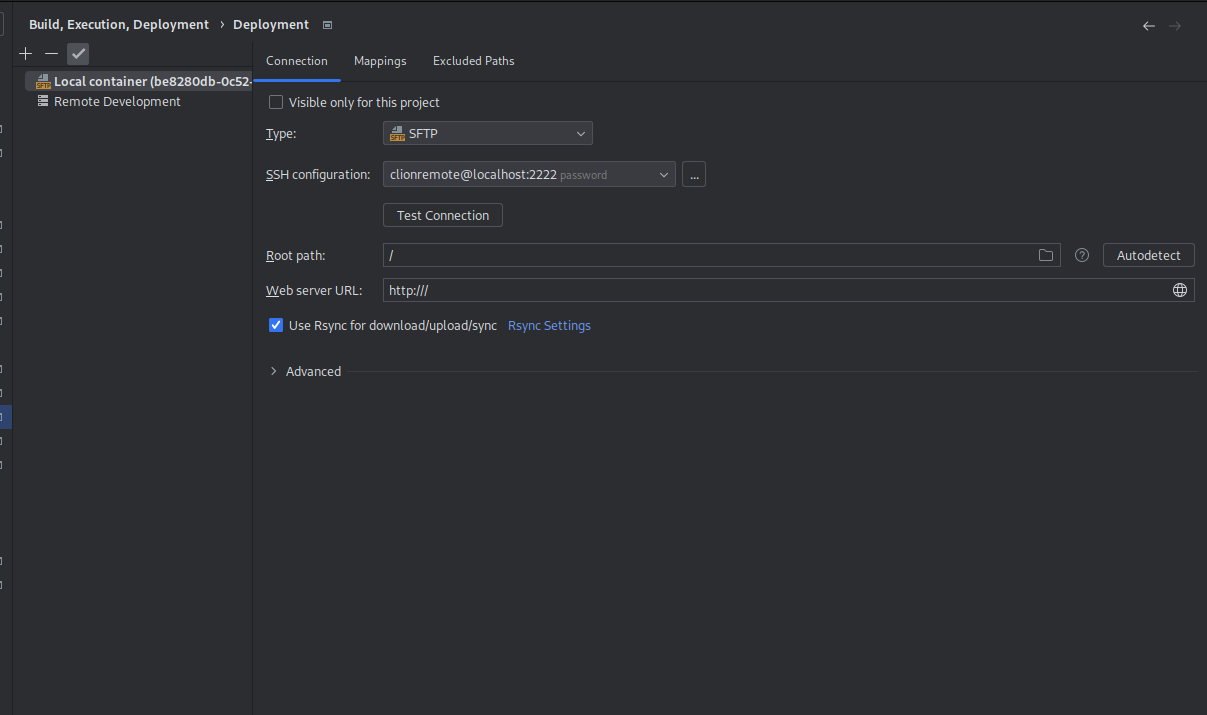 Build, Execution, Deployment › Deployment
Local container (be8280db-0c52-
Remote Development
Connection Mappings Excluded Paths
Visible only for this project
Type: SFTP SFTP
SSH configuration: clionremote@localhost:2222 password ...
Test Connection
Root path: / ? Autodetect
Web server URL: http:///
Use Rsync for download/upload/sync Rsync Settings
Advanced